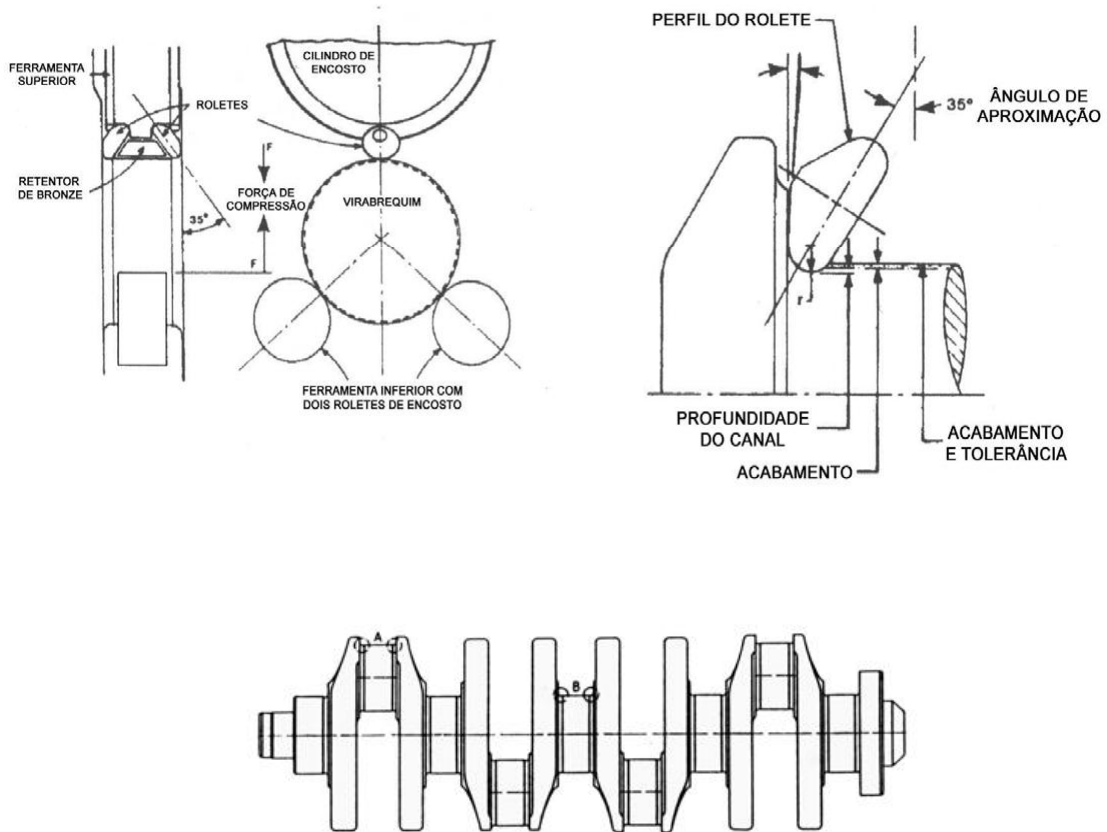 FERRAMENTA
SUPERIOR
ROLETES
RETENTOR
DE BRONZE
35°
CILINDRO DE
ENCOSTO
F
FORÇA DE
COMPRESSÃO
F
VIRABREQUIM
FERRAMENTA INFERIOR COM
DOIS ROLETES DE ENCOSTO
PERFIL DO ROLETE
35°
ÂNGULO DE
APROXIMAÇÃO
r
PROFUNDIDADE
DO CANAL
ACABAMENTO
ACABAMENTO
E TOLERÂNCIA
A
B